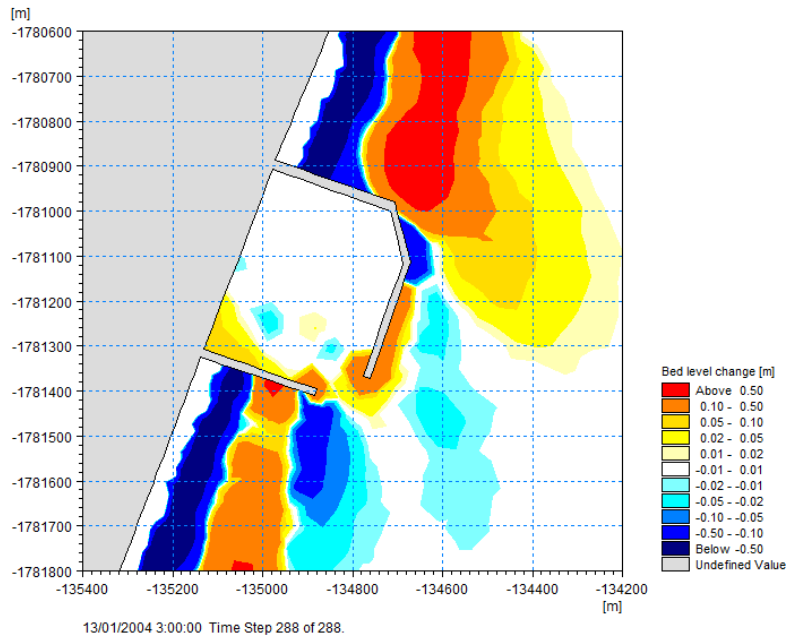 [m]
-1780600
-1780700
-1780800
-1780900
-1781000
-1781100
-1781200
-1781300
-1781400
-1781500
-1781600
-1781700
-1781800
-135400 -135200 -135000 -134800 -134600 -134400 -134200
[m]
13/01/2004 3:00:00 Time Step 288 of 288.
Bed level change [m]
Above 0.50
0.10 - 0.50
0.05 - 0.10
0.02 - 0.05
0.01 - 0.02
-0.01 - 0.01
-0.02 - -0.01
-0.05 - -0.02
-0.10 - -0.05
-0.50 - -0.10
Below -0.50
Undefined Value